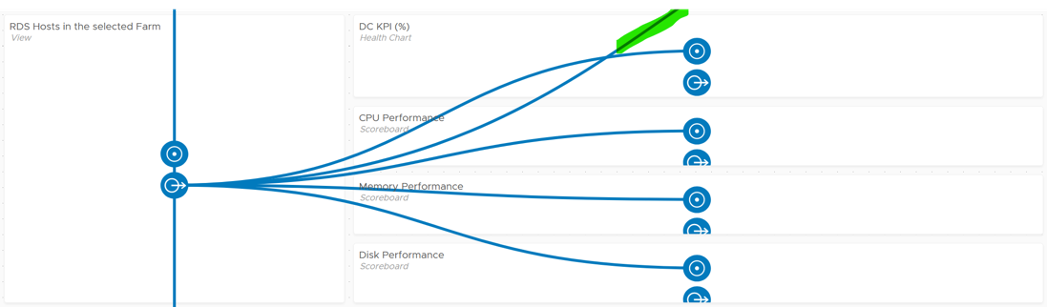 RDS Hosts in the selected Farm
View
DC KPI (%)
Health Chart
CPU Performance
Scoreboard
Memory Performance
Scoreboard
Disk Performance
Scoreboard